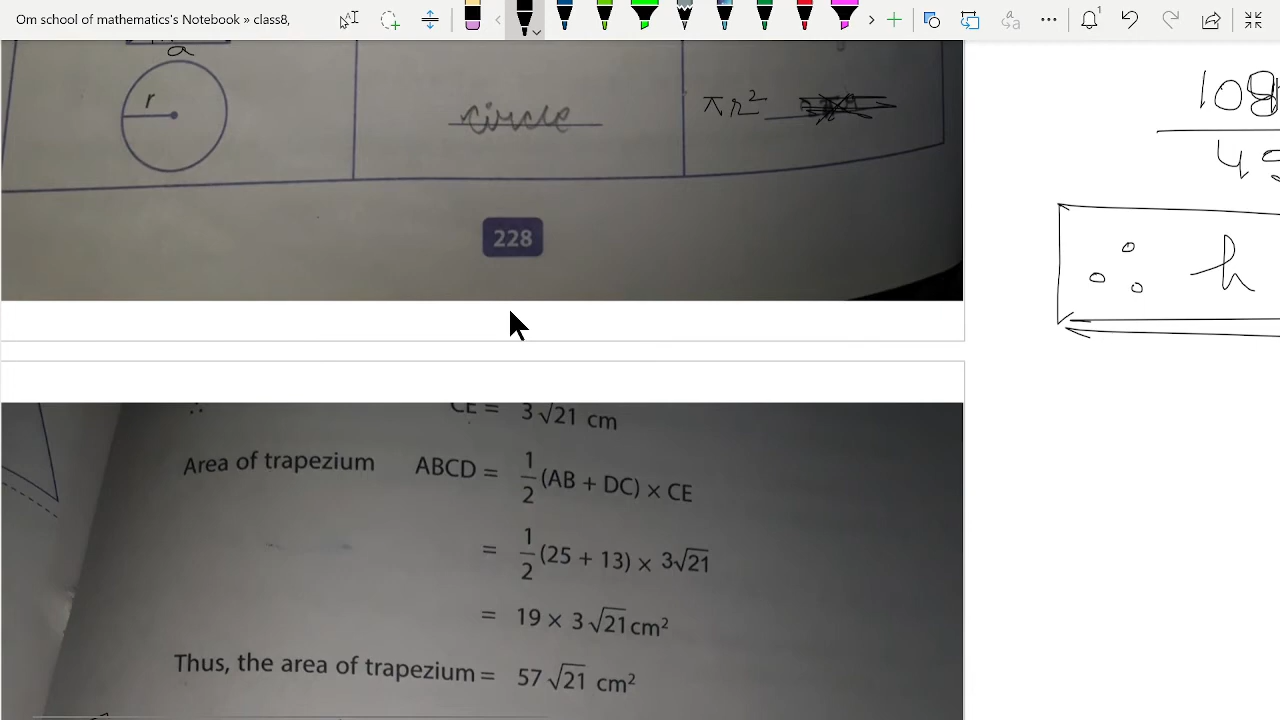 Om school of mathematics's Notebook » class8,
a
r
circle
πr²
108
45
∴ h
228
CE = 3√21 cm
Area of trapezium ABCD = 1/2 (AB + DC) × CE
= 1/2 (25 + 13) × 3√21
= 19 × 3√21 cm²
Thus, the area of trapezium = 57√21 cm²